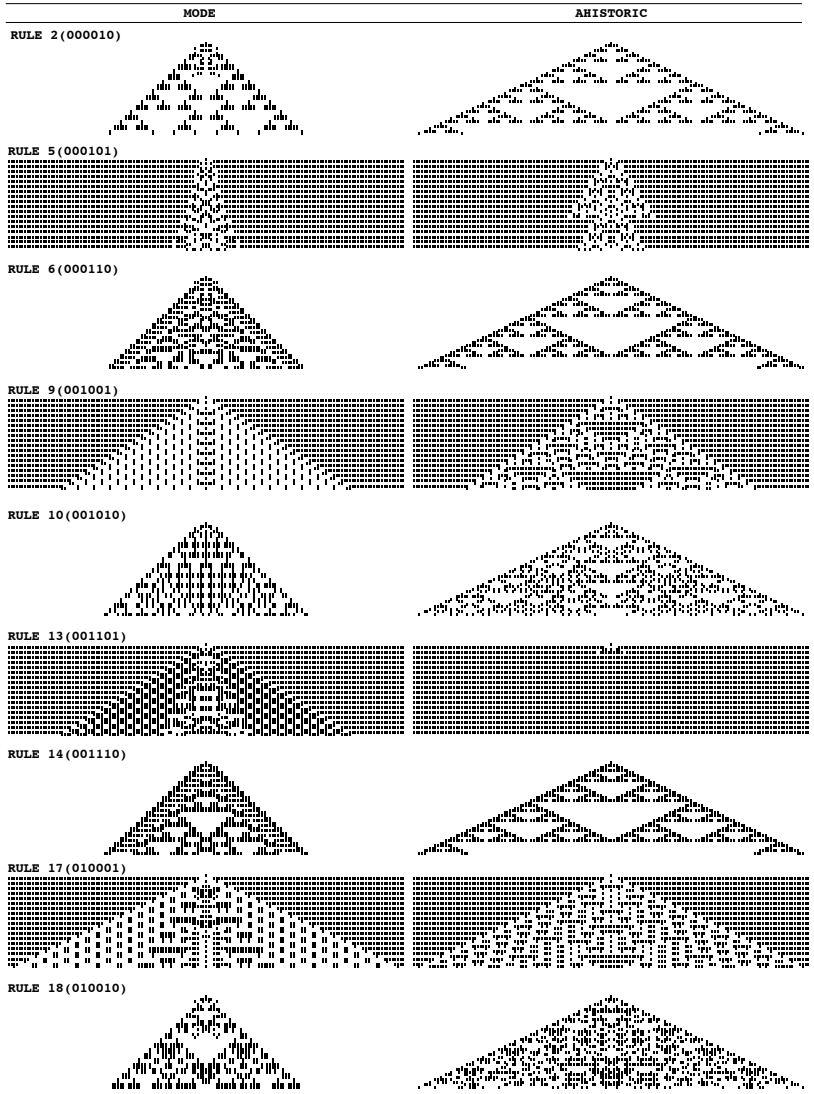 MODE AHISTORIC
RULE 2(000010)
RULE 5(000101)
RULE 6(000110)
RULE 9(001001)
RULE 10(001010)
RULE 13(001101)
RULE 14(001110)
RULE 17(010001)
RULE 18(010010)